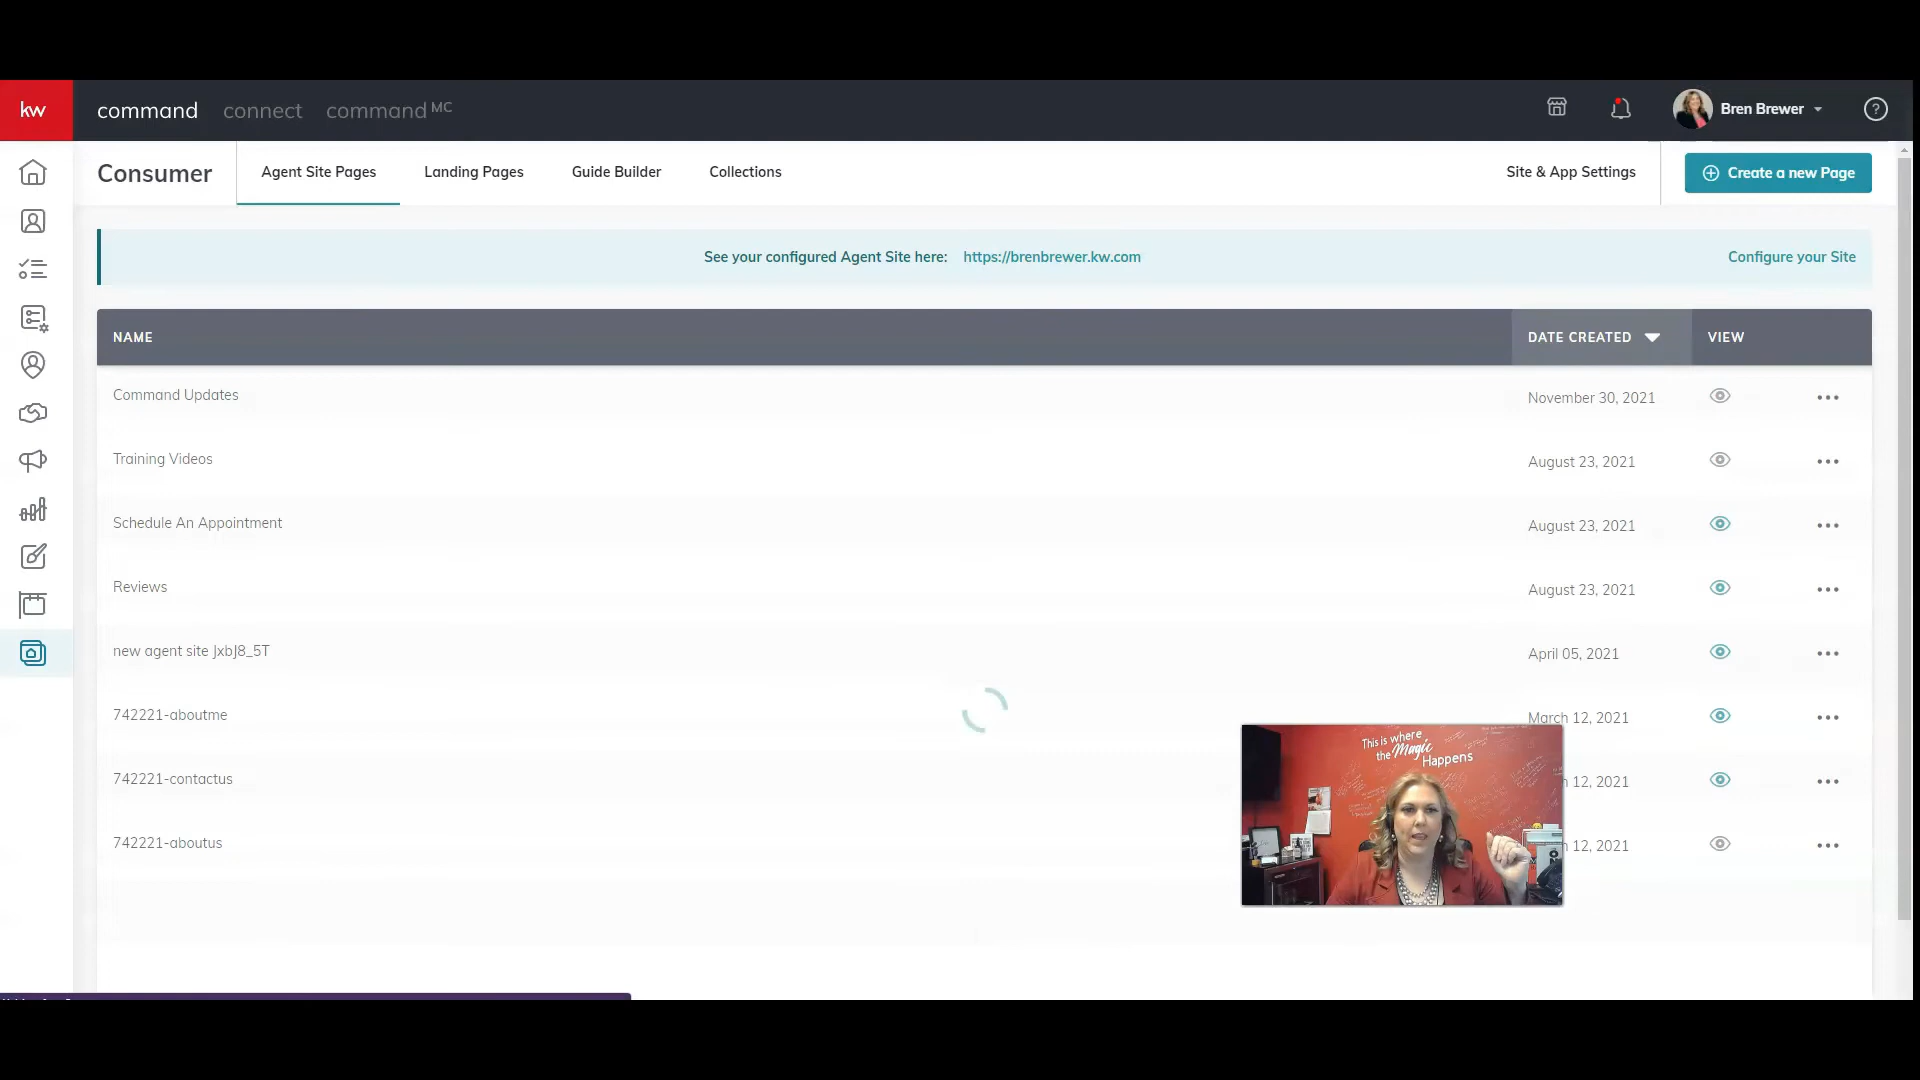 kw command connect command MC Bren Brewer
Consumer Agent Site Pages Landing Pages Guide Builder Collections Site & App Settings Create a new Page
See your configured Agent Site here: https://brenbrewer.kw.com Configure your Site
NAME DATE CREATED VIEW
Command Updates November 30, 2021
Training Videos August 23, 2021
Schedule An Appointment August 23, 2021
Reviews August 23, 2021
new agent site JxbJ8_5T April 05, 2021
742221-aboutme March 12, 2021
742221-contactus 12, 2021
742221-aboutus 12, 2021
This is where
the Magic
Happens